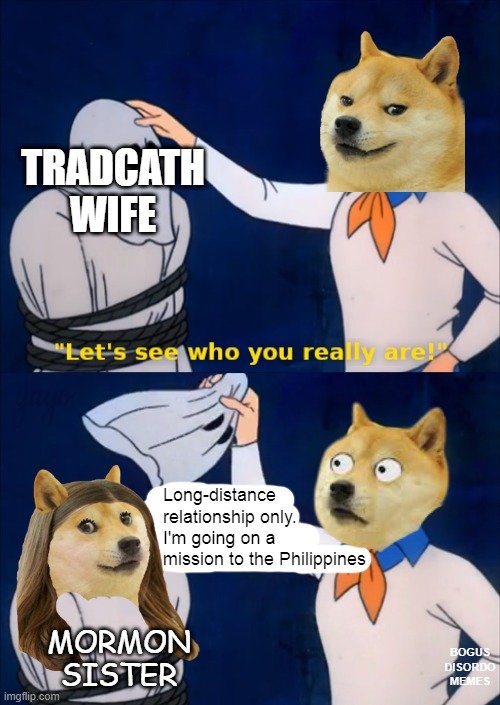 TRADCATH
WIFE
"Let's see who you really are!"
Long-distance
relationship only.
I'm going on a
mission to the Philippines
MORMON
SISTER
BOGUS
DISORDO
MEMES
imgflip.com